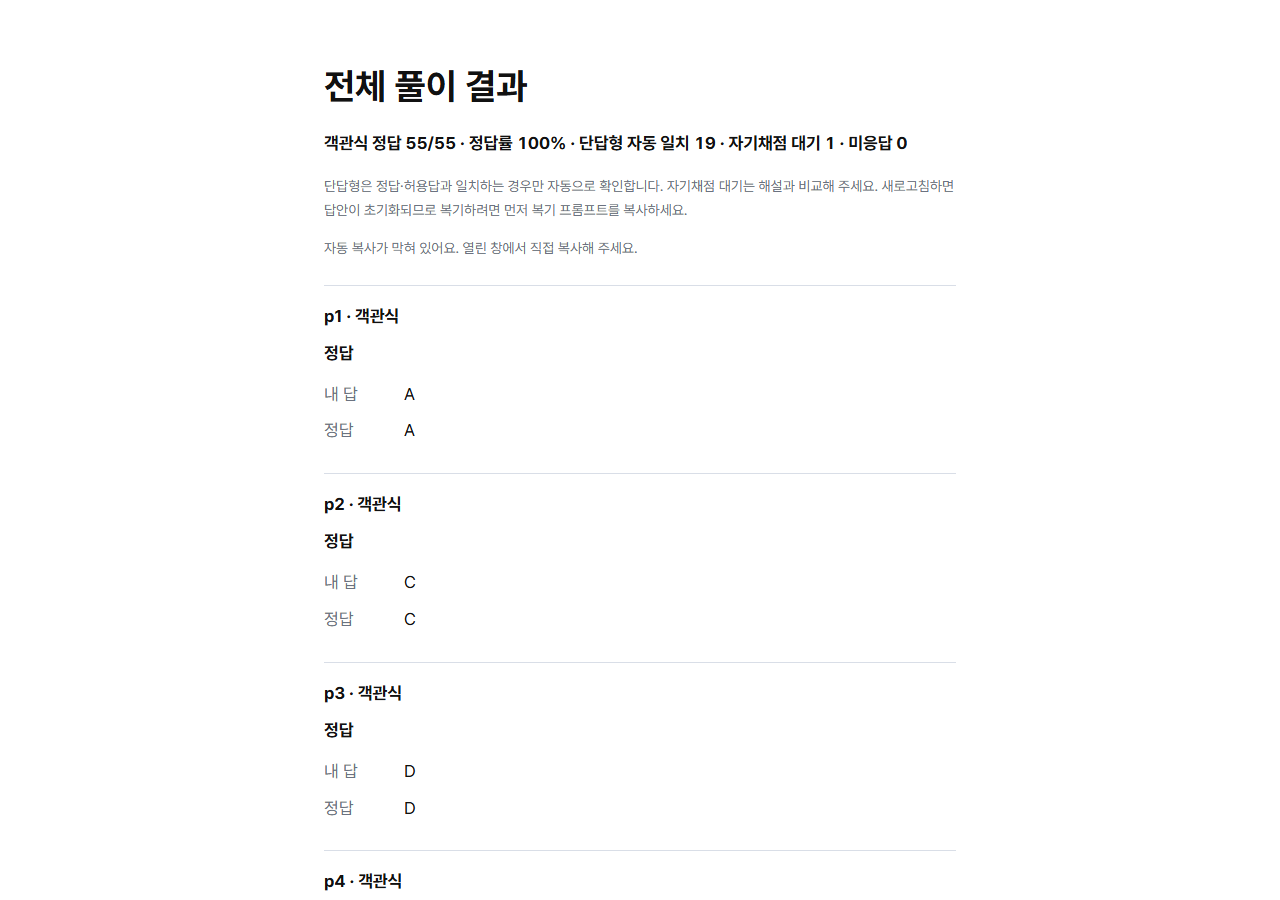 전체 풀이 결과
객관식 정답 55/55 · 정답률 100% · 단답형 자동 일치 19 · 자기채점 대기 1 · 미응답 0
단답형은 정답·허용답과 일치하는 경우만 자동으로 확인합니다. 자기채점 대기는 해설과 비교해 주세요. 새로고침하면
답안이 초기화되므로 복기하려면 먼저 복기 프롬프트를 복사하세요.
자동 복사가 막혀 있어요. 열린 창에서 직접 복사해 주세요.
p1 · 객관식
정답
내 답 A
정답 A
p2 · 객관식
정답
내 답 C
정답 C
p3 · 객관식
정답
내 답 D
정답 D
p4 · 객관식